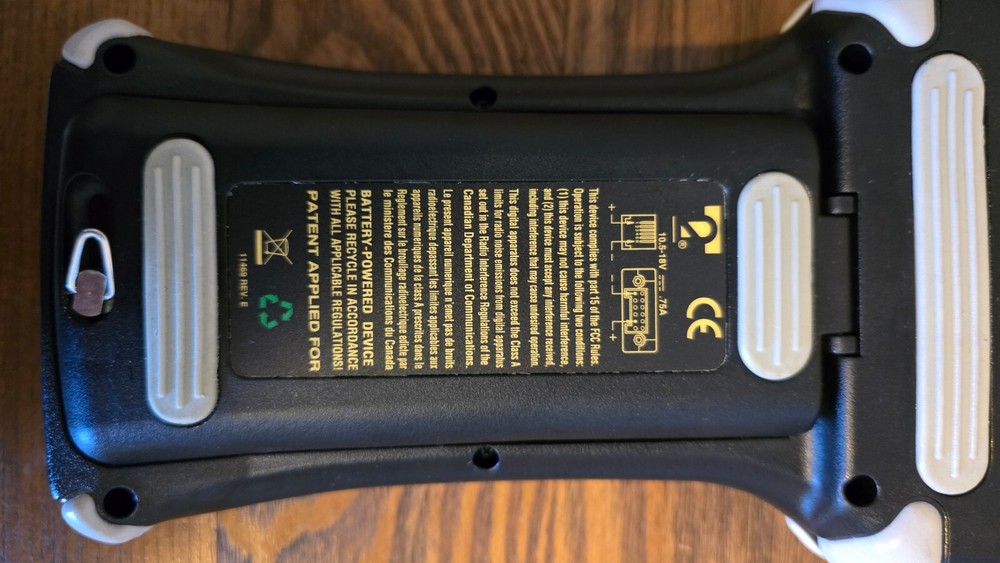 ®
CE
10.5-18V .75A
+ - - +
This device complies with part 15 of the FCC Rules.
Operation is subject to the following two conditions:
(1) this device may not cause harmful interference,
and (2) this device must accept any interference received,
including interference that may cause undesired operation.
This digital apparatus does not exceed the Class A
limits for radio noise emissions from digital apparatus
set out in the Radio Interference Regulations of the
Canadian Department of Communications.
Le present appareil numerique n'emet pas de bruits
radioelectrique depassant les limites applicables aux
appareils numeriques de la class A prescrites dans le
Reglemet sur le brouillage radioelectrique edicte par
le ministere des Communications du Canada
BATTERY-POWERED DEVICE
PLEASE RECYCLE IN ACCORDANCE
WITH ALL APPLICABLE REGULATIONS!
PATENT APPLIED FOR
11469 REV. E